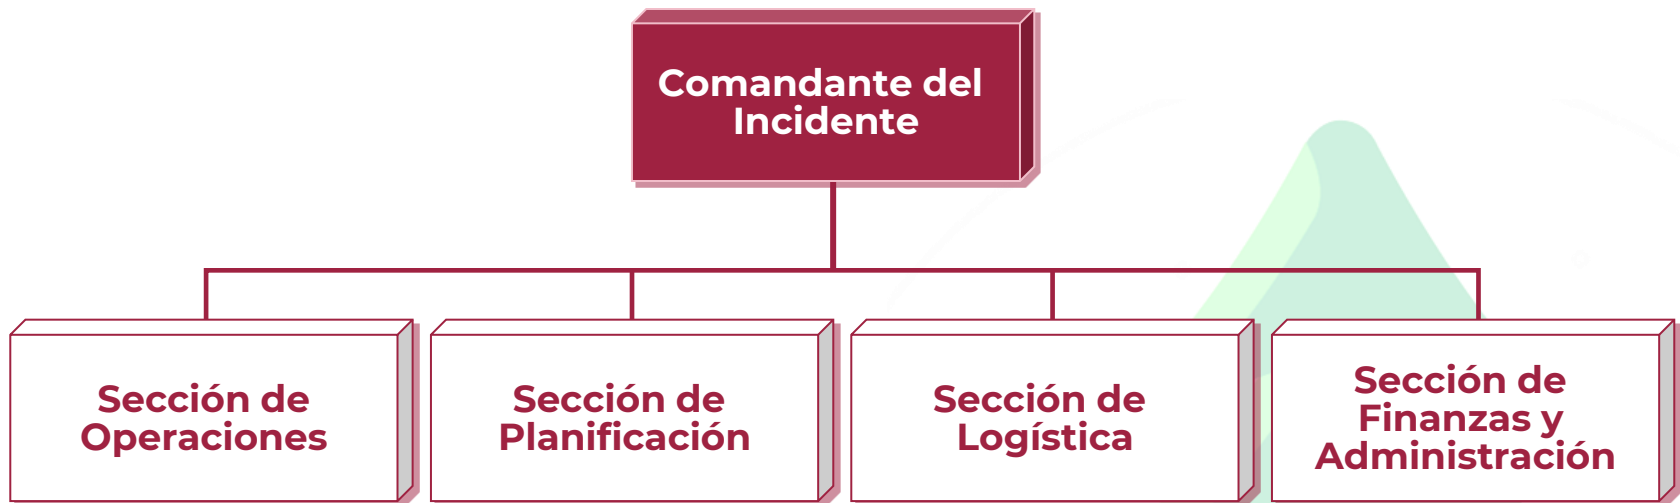 Comandante del
Incidente
Sección de
Operaciones
Sección de
Planificación
Sección de
Logística
Sección de
Finanzas y
Administración